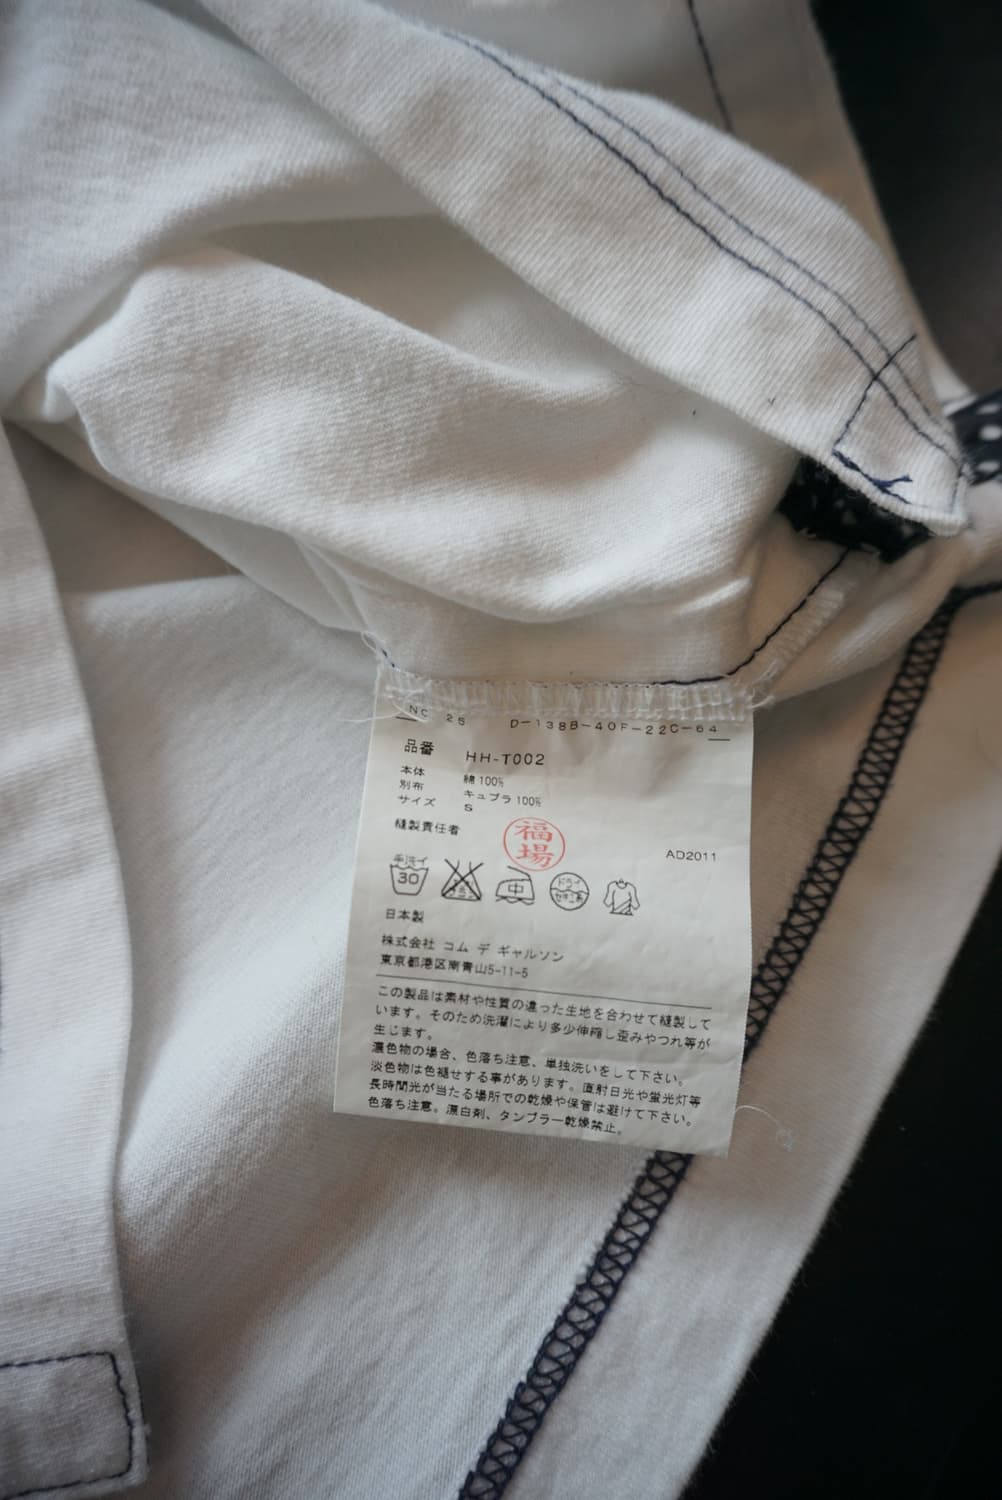 NC 25 D-138B-40F-22C-64
品番 HH-T002
本体 綿100%
別布 キュプラ100%
サイズ S
縫製責任者 福場
AD2011
手洗イ 30 中 ドライ
日本製
株式会社 コム デ ギャルソン
東京都港区南青山5-11-5
この製品は素材や性質の違った生地を合わせて縫製して
います。そのため洗濯により多少伸縮し歪みやつれ等が
生じます。
濃色物の場合、色落ち注意、単独洗いをして下さい。
淡色物は色褪せする事があります。直射日光や蛍光灯等
長時間光が当たる場所での乾燥や保管は避けて下さい。
色落ち注意。漂白剤、タンブラー乾燥禁止。